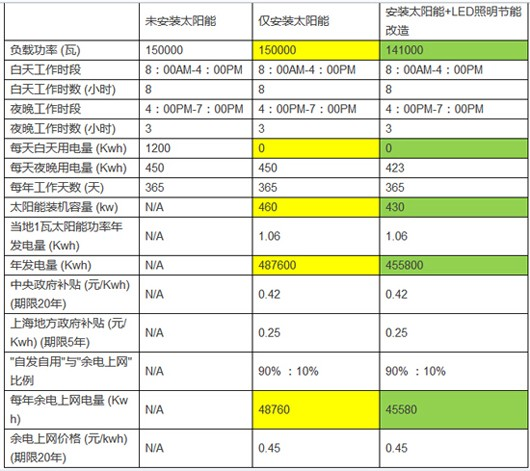 未安装太阳能 仅安装太阳能 安装太阳能+LED照明节能
改造
负载功率 (瓦) 150000 150000 141000
白天工作时段 8：00AM-4：00PM 8：00AM-4：00PM 8：00AM-4：00PM
白天工作时数 (小时) 8 8 8
夜晚工作时段 4：00PM-7：00PM 4：00PM-7：00PM 4：00PM-7：00PM
夜晚工作时数 (小时) 3 3 3
每天白天用电量 (Kwh) 1200 0 0
每天夜晚用电量 (Kwh) 450 450 423
每年工作天数 (天) 365 365 365
太阳能装机容量 (kw) N/A 460 430
当地1瓦太阳能功率年
发电量 (Kwh) N/A 1.06 1.06
年发电量 (Kwh) N/A 487600 455800
中央政府补贴 (元/Kwh)
(期限20年) N/A 0.42 0.42
上海地方政府补贴 (元/
Kwh) (期限5年) N/A 0.25 0.25
"自发自用"与"余电上网"
比例 N/A 90% ：10% 90% ：10%
每年余电上网电量 (Kw
h) N/A 48760 45580
余电上网价格 (元/kwh)
(期限20年) N/A 0.45 0.45